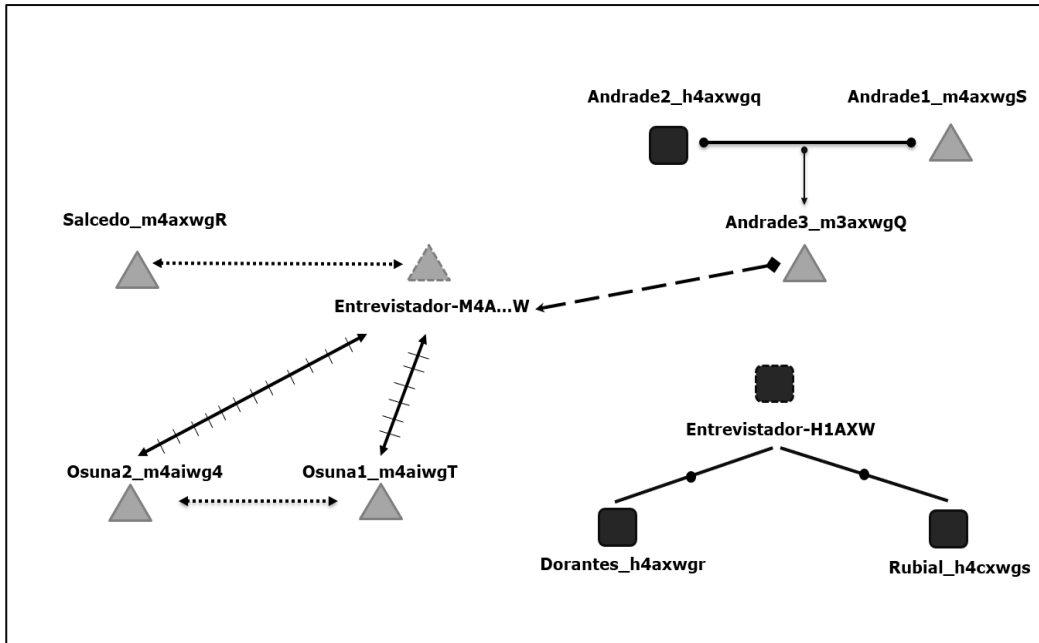 Andrade2_h4axwgq
Andrade1_m4axwgS
Salcedo_m4axwgR
Andrade3_m3axwgQ
Entrevistador-M4A...W
Entrevistador-H1AXW
Osuna2_m4aiwg4
Osuna1_m4aiwgT
Dorantes_h4axwgr
Rubial_h4cxwgs